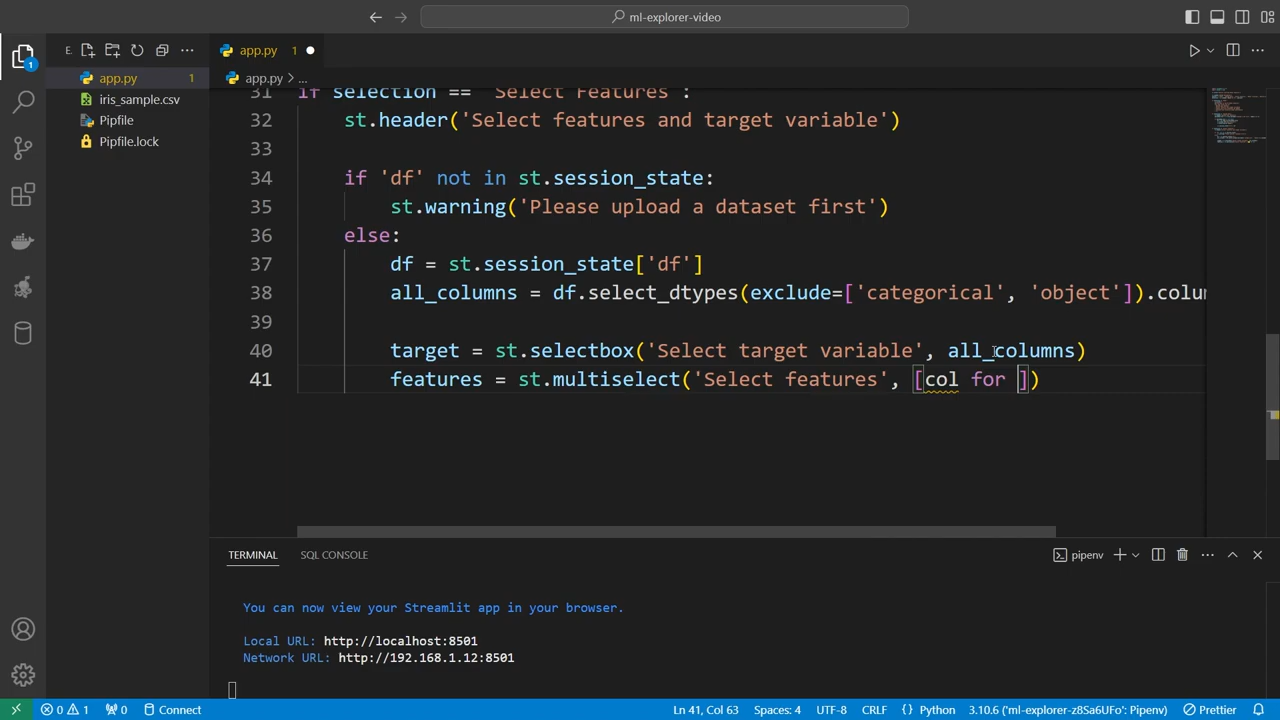 ml-explorer-video
E.
app.py 1
iris_sample.csv
Pipfile
Pipfile.lock
app.py 1
app.py > ...
31 if selection == 'Select Features':
32 st.header('Select features and target variable')
33
34 if 'df' not in st.session_state:
35 st.warning('Please upload a dataset first')
36 else:
37 df = st.session_state['df']
38 all_columns = df.select_dtypes(exclude=['categorical', 'object']).colu
39
40 target = st.selectbox('Select target variable', all_columns)
41 features = st.multiselect('Select features', [col for ])
TERMINAL SQL CONSOLE
pipenv
You can now view your Streamlit app in your browser.
Local URL: http://localhost:8501
Network URL: http://192.168.1.12:8501
0 1 0 Connect Ln 41, Col 63 Spaces: 4 UTF-8 CRLF Python 3.10.6 ('ml-explorer-z8Sa6UFo': Pipenv) Prettier